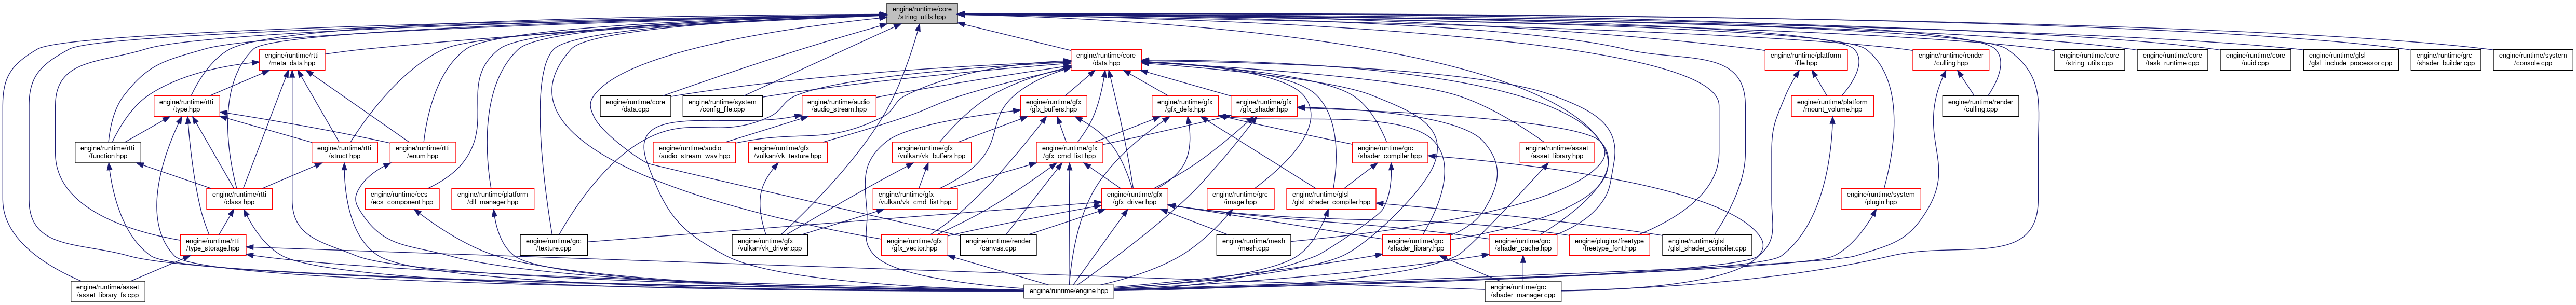 engine/runtime/core
/string_utils.hpp
engine/runtime/rtti
/meta_data.hpp
engine/runtime/core
/data.hpp
engine/runtime/platform
/file.hpp
engine/runtime/render
/culling.hpp
engine/runtime/core
/string_utils.cpp
engine/runtime/core
/task_runtime.cpp
engine/runtime/core
/uuid.cpp
engine/runtime/glsl
/glsl_include_processor.cpp
engine/runtime/grc
/shader_builder.cpp
engine/runtime/system
/console.cpp
engine/runtime/rtti
/type.hpp
engine/runtime/core
/data.cpp
engine/runtime/system
/config_file.cpp
engine/runtime/audio
/audio_stream.hpp
engine/runtime/gfx
/gfx_buffers.hpp
engine/runtime/gfx
/gfx_defs.hpp
engine/runtime/gfx
/gfx_shader.hpp
engine/runtime/platform
/mount_volume.hpp
engine/runtime/render
/culling.cpp
engine/runtime/rtti
/function.hpp
engine/runtime/rtti
/struct.hpp
engine/runtime/rtti
/enum.hpp
engine/runtime/audio
/audio_stream_wav.hpp
engine/runtime/gfx
/vulkan/vk_texture.hpp
engine/runtime/gfx
/vulkan/vk_buffers.hpp
engine/runtime/gfx
/gfx_cmd_list.hpp
engine/runtime/grc
/shader_compiler.hpp
engine/runtime/asset
/asset_library.hpp
engine/runtime/rtti
/class.hpp
engine/runtime/ecs
/ecs_component.hpp
engine/runtime/platform
/dll_manager.hpp
engine/runtime/gfx
/vulkan/vk_cmd_list.hpp
engine/runtime/gfx
/gfx_driver.hpp
engine/runtime/grc
/image.hpp
engine/runtime/glsl
/glsl_shader_compiler.hpp
engine/runtime/system
/plugin.hpp
engine/runtime/rtti
/type_storage.hpp
engine/runtime/grc
/texture.cpp
engine/runtime/gfx
/vulkan/vk_driver.cpp
engine/runtime/gfx
/gfx_vector.hpp
engine/runtime/render
/canvas.cpp
engine/runtime/mesh
/mesh.cpp
engine/runtime/grc
/shader_library.hpp
engine/runtime/grc
/shader_cache.hpp
engine/plugins/freetype
/freetype_font.hpp
engine/runtime/glsl
/glsl_shader_compiler.cpp
engine/runtime/asset
/asset_library_fs.cpp
engine/runtime/engine.hpp
engine/runtime/grc
/shader_manager.cpp